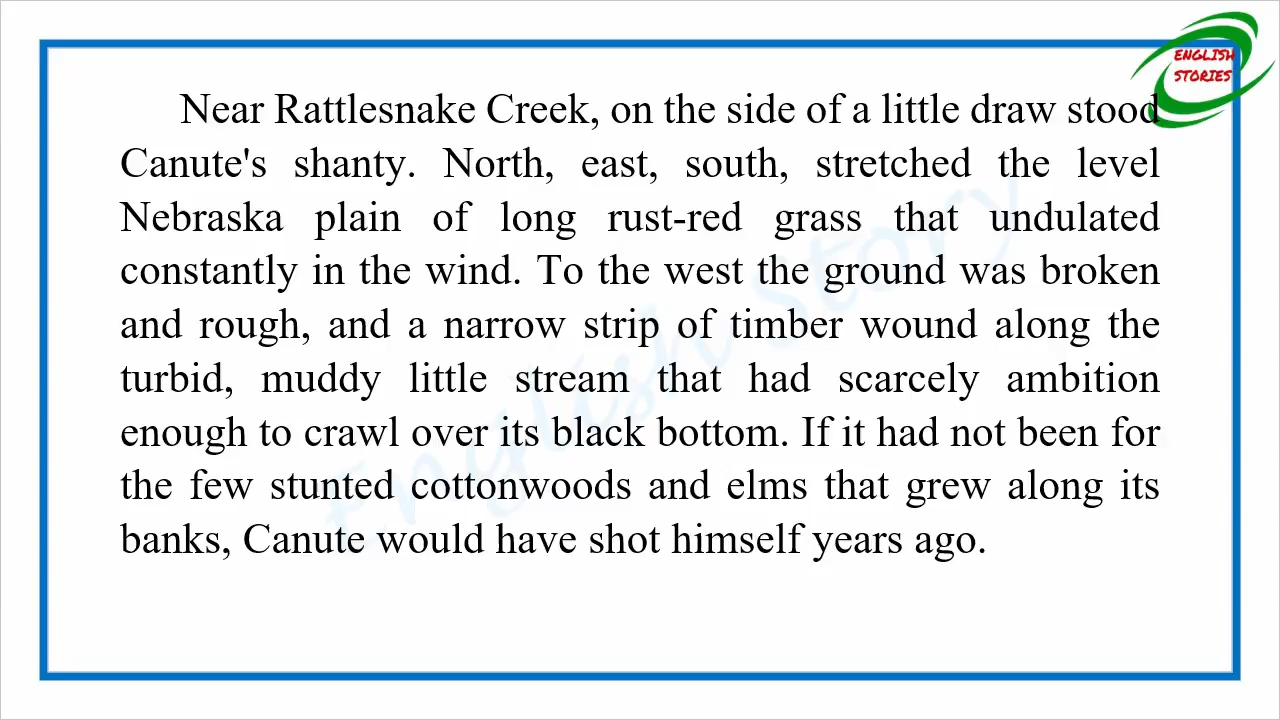 ENGLISH
STORIES
Near Rattlesnake Creek, on the side of a little draw stood
Canute's shanty. North, east, south, stretched the level
Nebraska plain of long rust-red grass that undulated
constantly in the wind. To the west the ground was broken
and rough, and a narrow strip of timber wound along the
turbid, muddy little stream that had scarcely ambition
enough to crawl over its black bottom. If it had not been for
the few stunted cottonwoods and elms that grew along its
banks, Canute would have shot himself years ago.
English Story